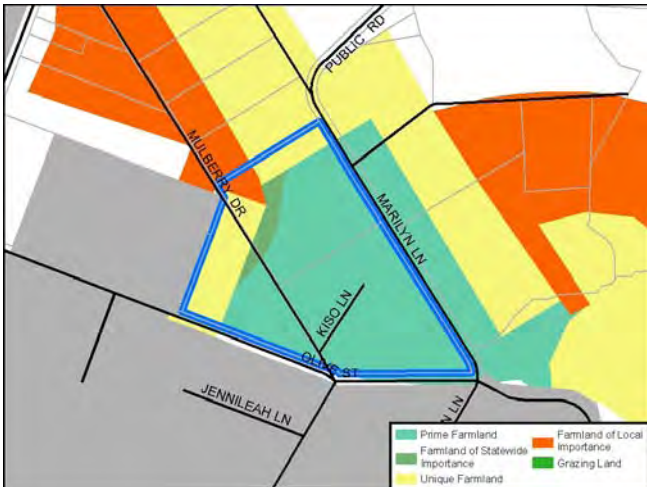 PUBLIC RD
MULBERRY DR
MARILYN LN
KISO LN
OLIVE ST
JENNILEAH LN
N LN
Prime Farmland
Farmland of Statewide
Importance
Unique Farmland
Farmland of Local
Importance
Grazing Land